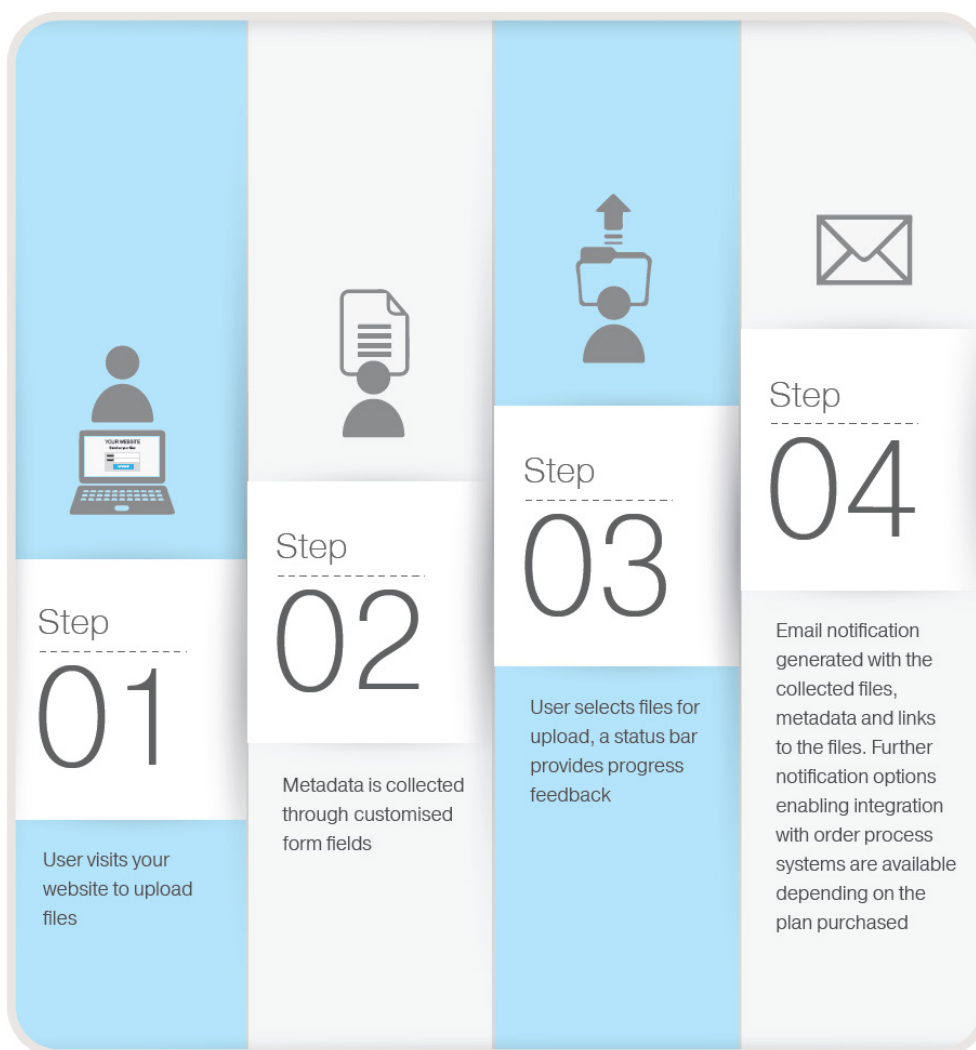 YOUR WEBSITE
Step
01
User visits your
website to upload
files
Step
02
Metadata is collected
through customised
form fields
Step
03
User selects files for
upload, a status bar
provides progress
feedback
Step
04
Email notification
generated with the
collected files,
metadata and links
to the files. Further
notification options
enabling integration
with order process
systems are available
depending on the
plan purchased